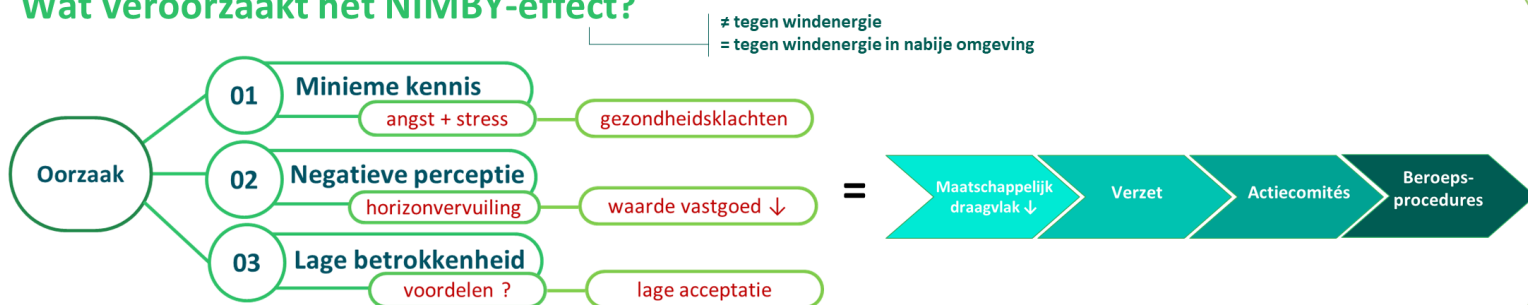 Wat veroorzaakt het NIMBY-effect?
≠ tegen windenergie
= tegen windenergie in nabije omgeving
Oorzaak
01
Minieme kennis
angst + stress
gezondheidsklachten
02
Negatieve perceptie
horizonvervuiling
waarde vastgoed ↓
03
Lage betrokkenheid
voordelen ?
lage acceptatie
=
Maatschappelijk
draagvlak ↓
Verzet
Actiecomités
Beroeps-
procedures